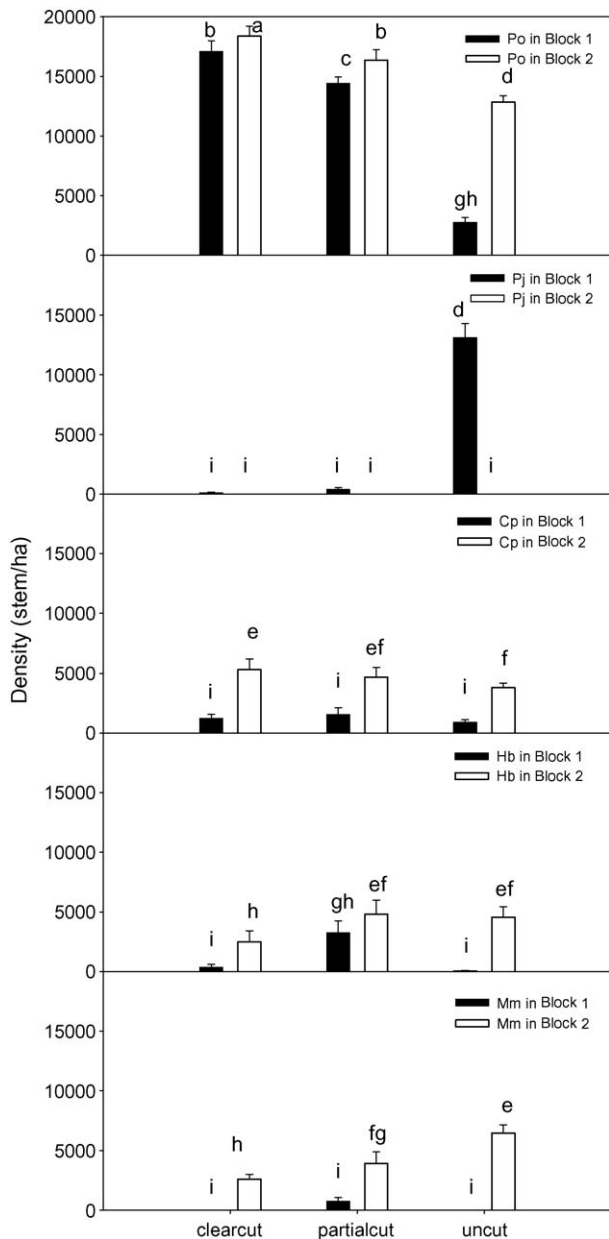 20000
b
a
Po in Block 1
Po in Block 2
b
c
15000
d
10000
5000
gh
0
Pj in Block 1
Pj in Block 2
d
15000
10000
5000
i i i i i
0
Cp in Block 1
Cp in Block 2
15000
10000
e ef f
5000
i i i
0
Hb in Block 1
Hb in Block 2
15000
10000
gh ef ef
5000
i h i
0
Mm in Block 1
Mm in Block 2
15000
10000
e
fg
5000
h
i i i
0
clearcut partialcut uncut
Density (stem/ha)